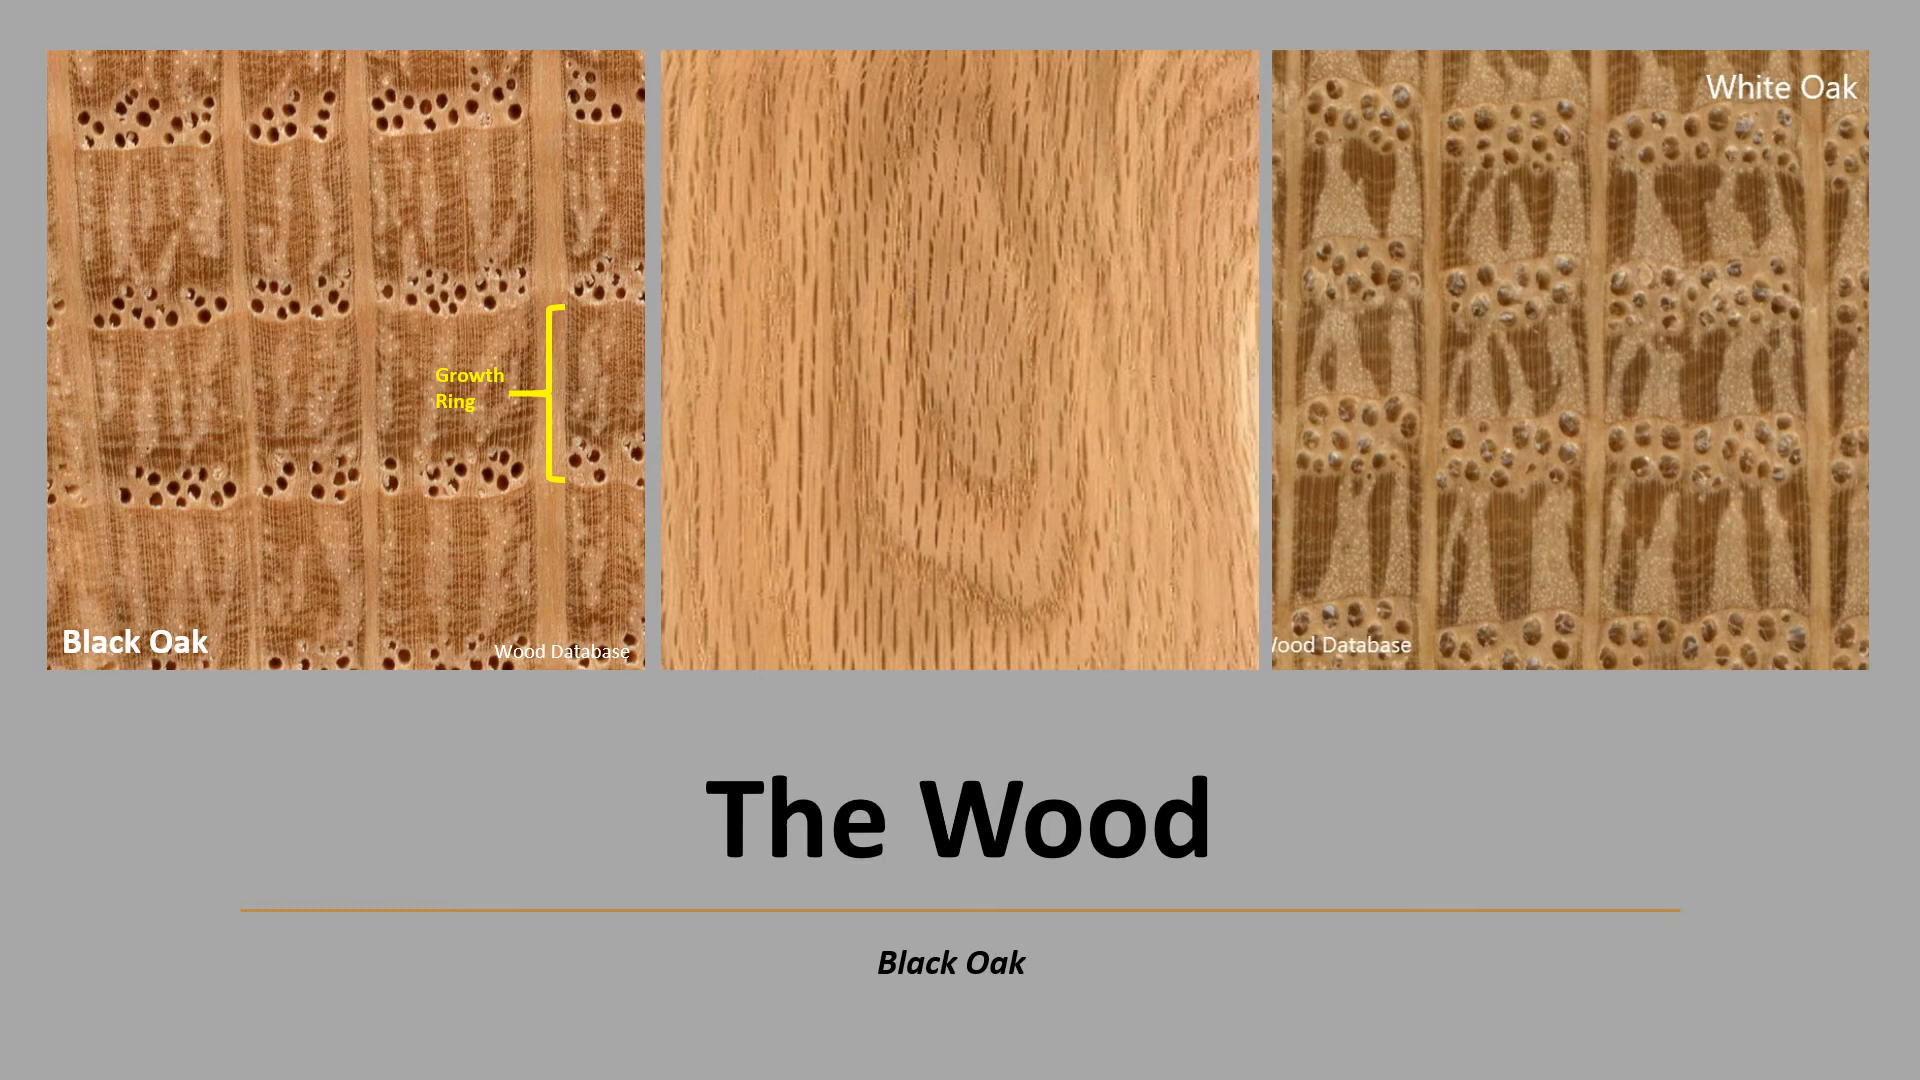 White Oak
Growth
Ring
Black Oak
Wood Database
ood Database
The Wood
Black Oak